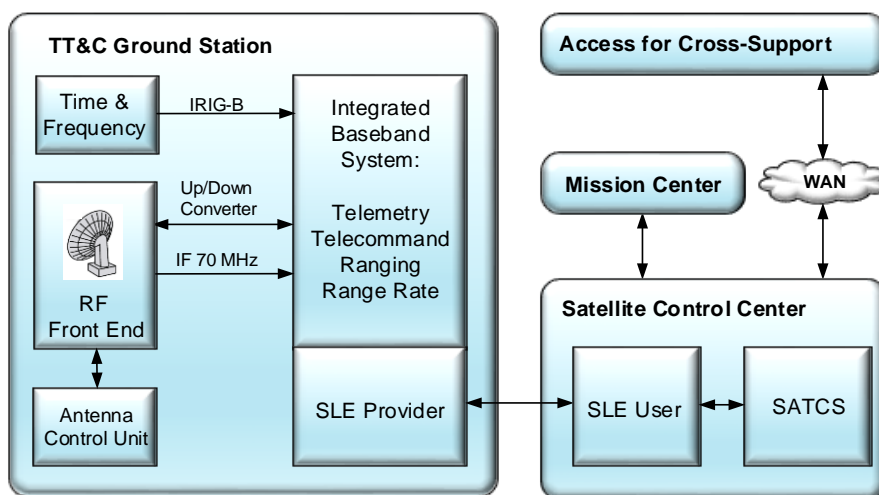 TT&C Ground Station
Time &
Frequency
IRIG-B
Integrated
Baseband
System:
Telemetry
Telecommand
Ranging
Range Rate
Up/Down
Converter
IF 70 MHz
RF
Front End
Antenna
Control Unit
SLE Provider
Access for Cross-Support
Mission Center
WAN
Satellite Control Center
SLE User
SATCS